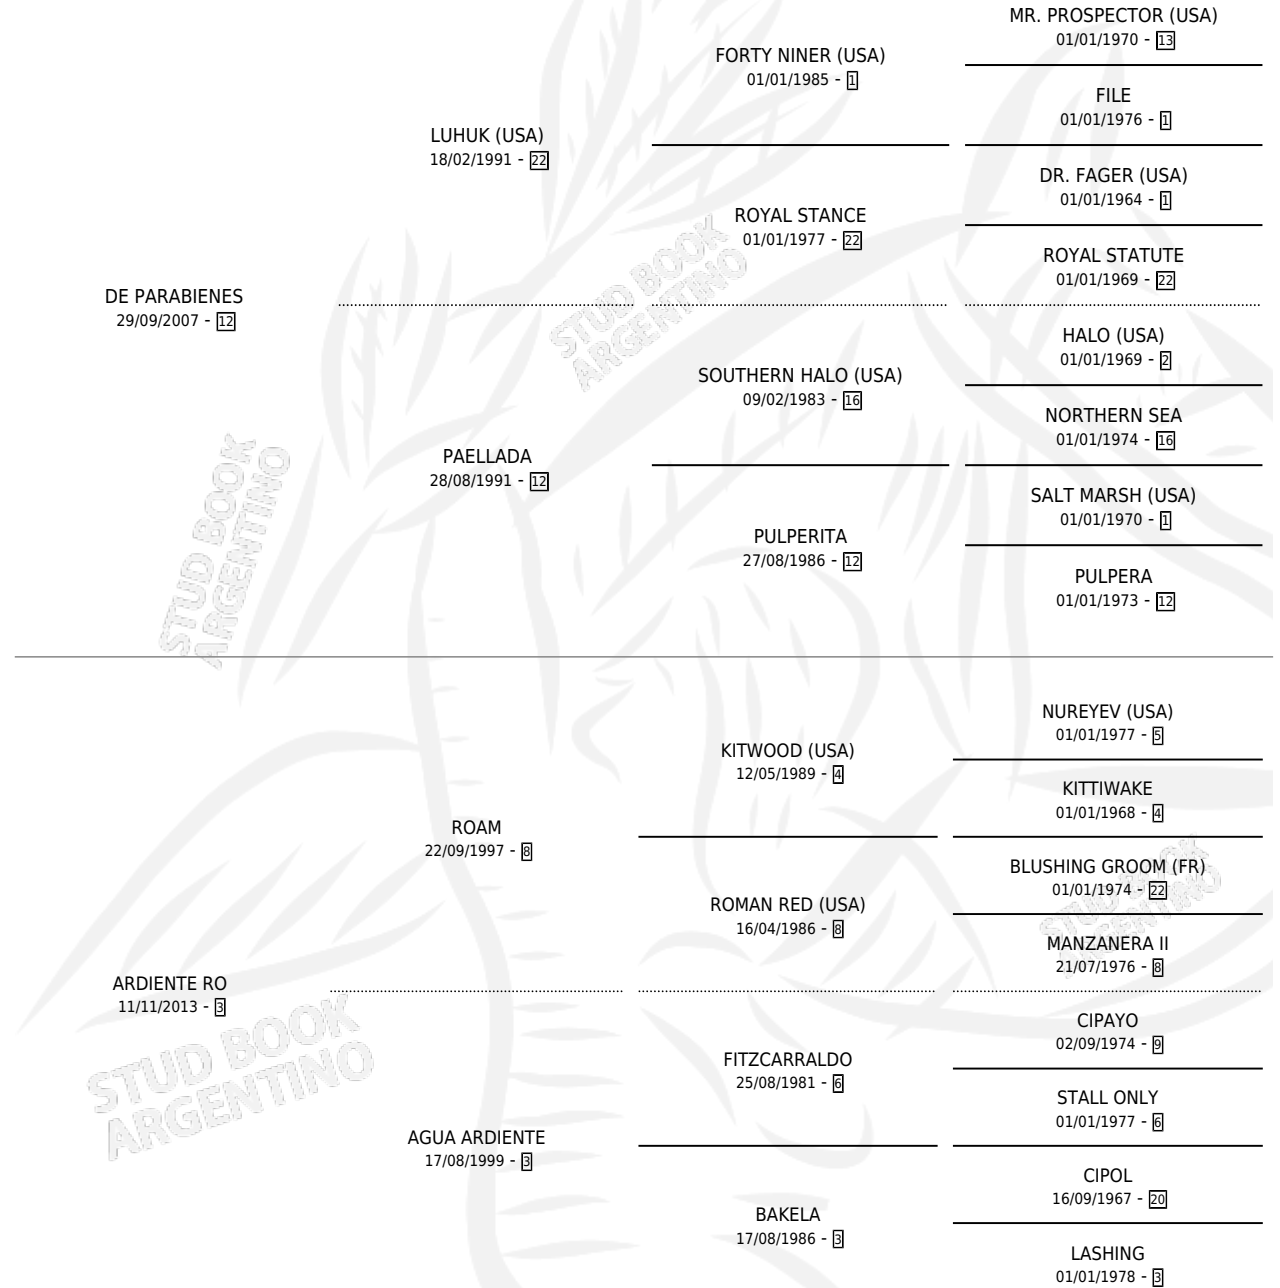 MR. PROSPECTOR (USA)
01/01/1970 - 13
FORTY NINER (USA)
01/01/1985 - 1
FILE
01/01/1976 - 1
LUHUK (USA)
18/02/1991 - 22
DR. FAGER (USA)
01/01/1964 - 1
ROYAL STANCE
01/01/1977 - 22
ROYAL STATUTE
01/01/1969 - 22
DE PARABIENES
29/09/2007 - 12
STUD BOOK
ARGENTINO
HALO (USA)
01/01/1969 - 2
SOUTHERN HALO (USA)
09/02/1983 - 16
NORTHERN SEA
01/01/1974 - 16
PAELLADA
28/08/1991 - 12
SALT MARSH (USA)
01/01/1970 - 1
PULPERITA
27/08/1986 - 12
PULPERA
01/01/1973 - 12
STUD BOOK
ARGENTINO
NUREYEV (USA)
01/01/1977 - 5
KITWOOD (USA)
12/05/1989 - 4
KITTIWAKE
01/01/1968 - 4
ROAM
22/09/1997 - 8
BLUSHING GROOM (FR)
01/01/1974 - 22
ROMAN RED (USA)
16/04/1986 - 8
MANZANERA II
21/07/1976 - 8
STUD BOOK
ARGENTINO
ARDIENTE RO
11/11/2013 - 3
CIPAYO
02/09/1974 - 9
FITZCARRALDO
25/08/1981 - 6
STALL ONLY
01/01/1977 - 6
STUD BOOK
ARGENTINO
AGUA ARDIENTE
17/08/1999 - 3
CIPOL
16/09/1967 - 20
BAKELA
17/08/1986 - 3
LASHING
01/01/1978 - 3